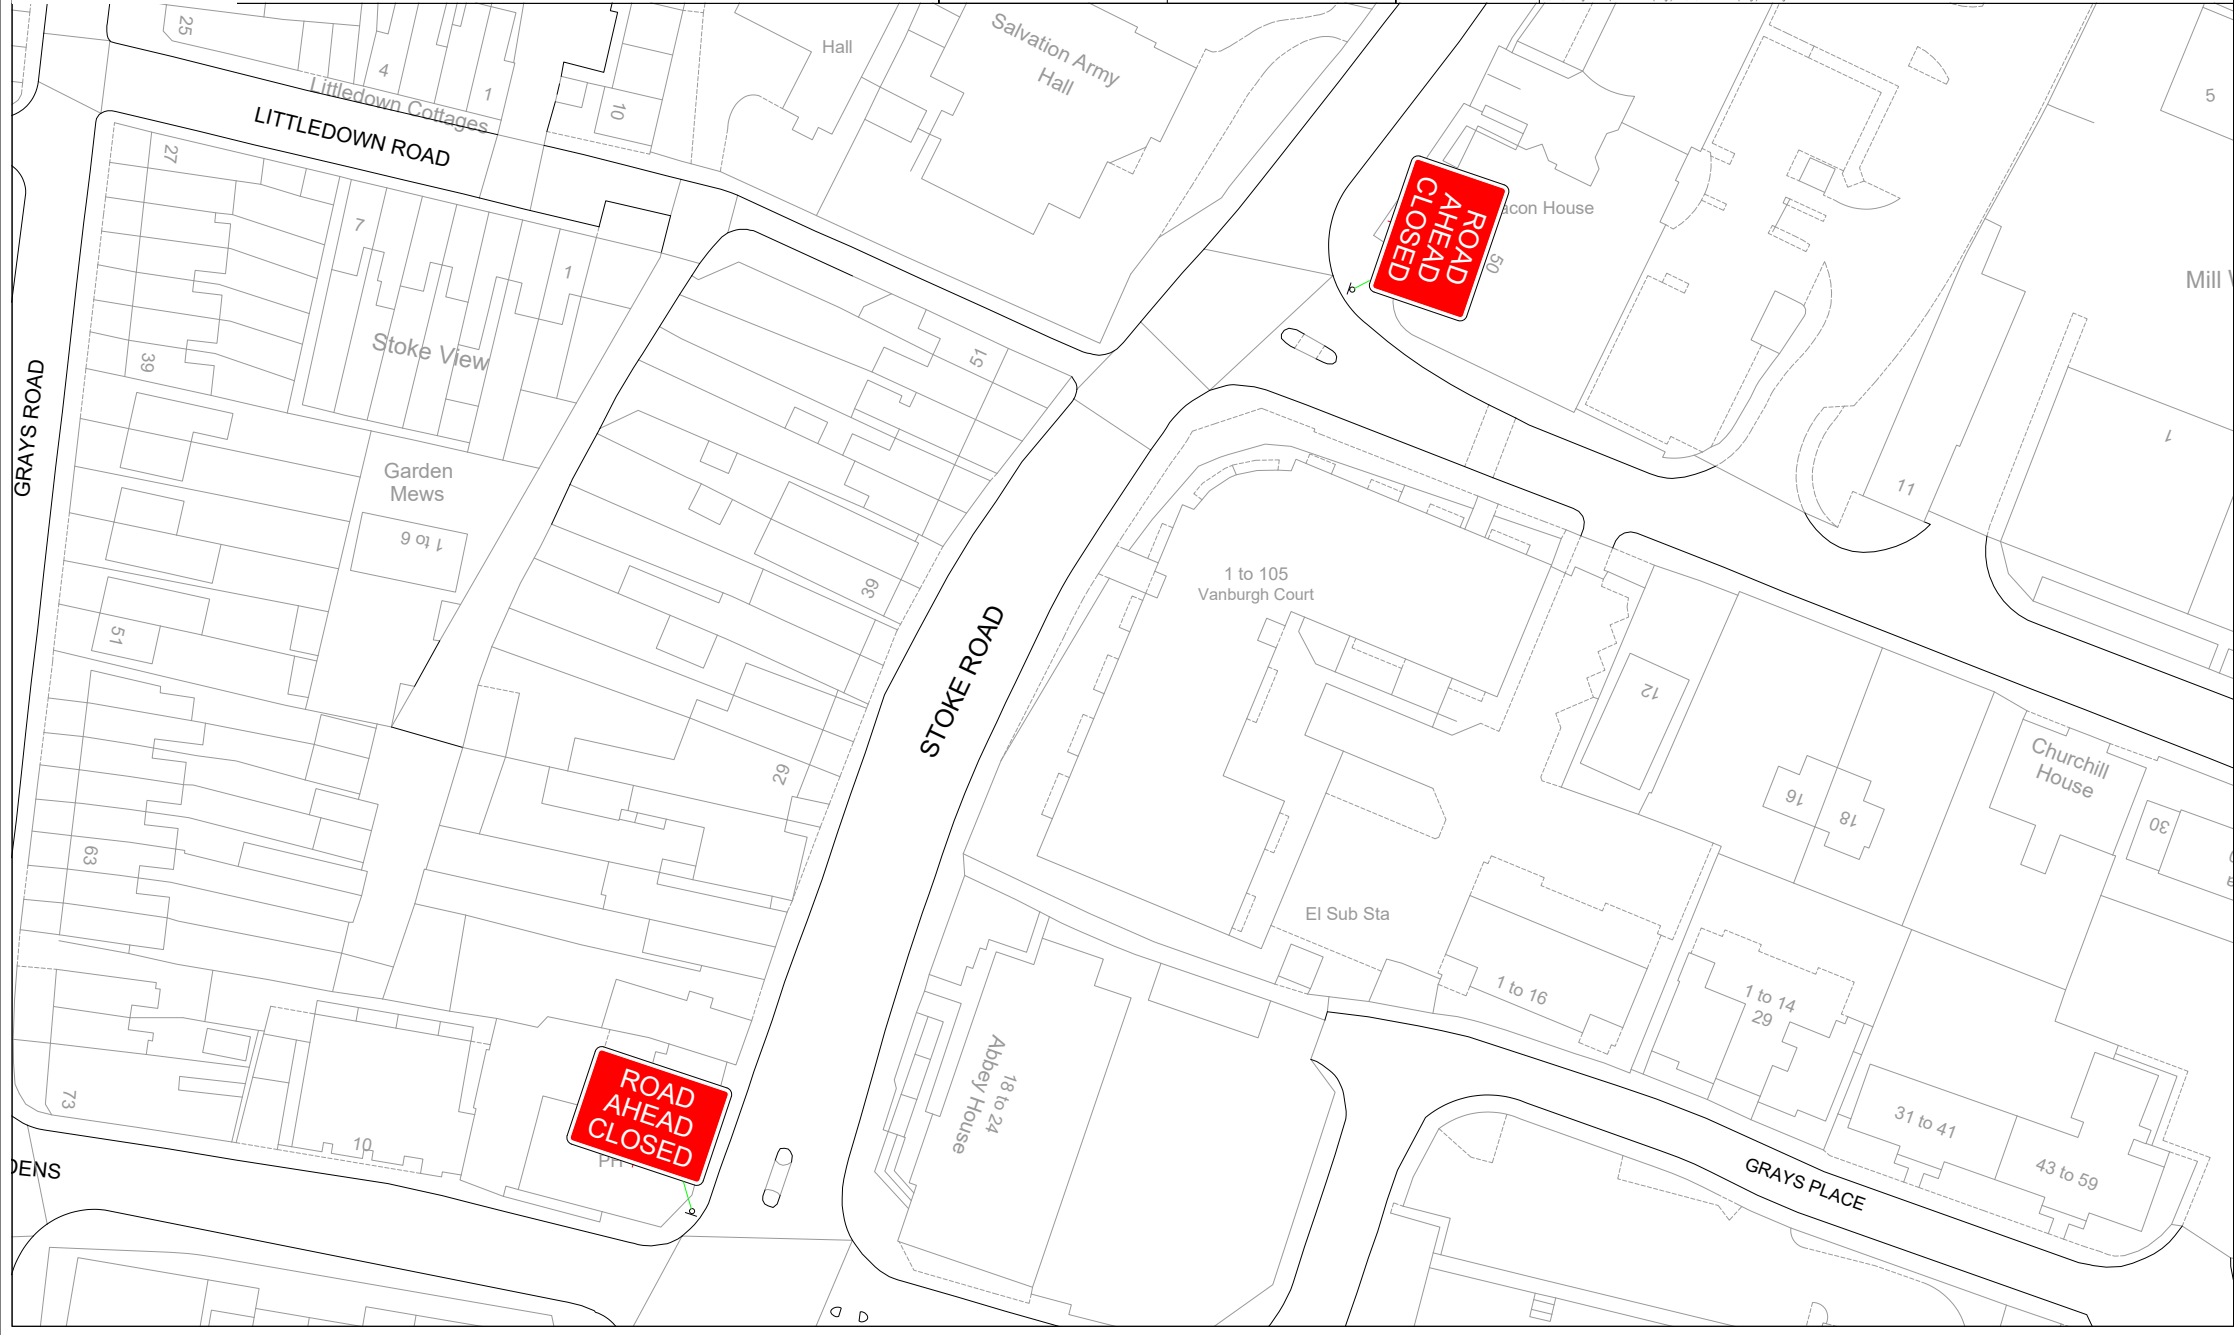 25
4
1
Littledown Cottages
LITTLEDOWN ROAD
10
Hall
Salvation Army
Hall
5
27
7
1
Stoke View
39
GRAYS ROAD
51
ROAD
AHEAD
CLOSED
acon House
50
Mill
1
11
Garden
Mews
1 to 6
39
1 to 105
Vanburgh Court
51
STOKE ROAD
12
29
16
18
Churchill
House
30
63
El Sub Sta
1 to 16
1 to 14
29
73
10
ROAD
AHEAD
CLOSED
PH
18 to 24
Abbey House
31 to 41
43 to 59
GRAYS PLACE
DENS